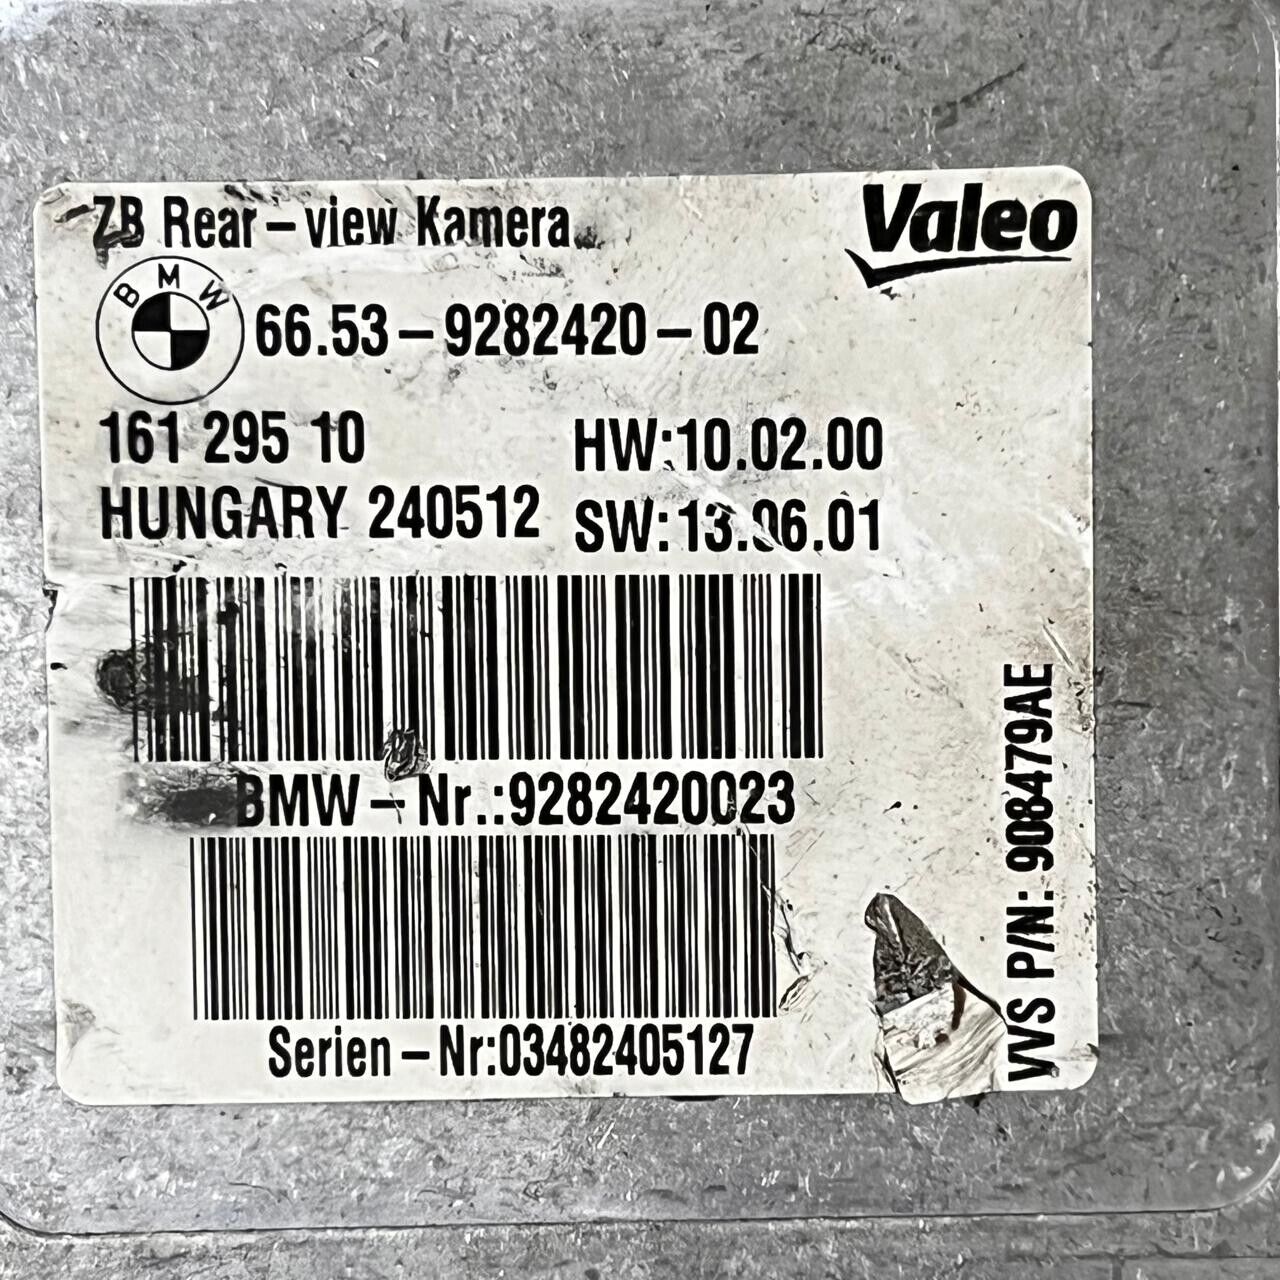 ZB Rear-view Kamera
Valeo
BMW
66.53-9282420-02
161 295 10
HW:10.02.00
HUNGARY 240512
SW:13.06.01
BMW-Nr.:9282420023
Serien-Nr:03482405127
VVS P/N: 908479AE